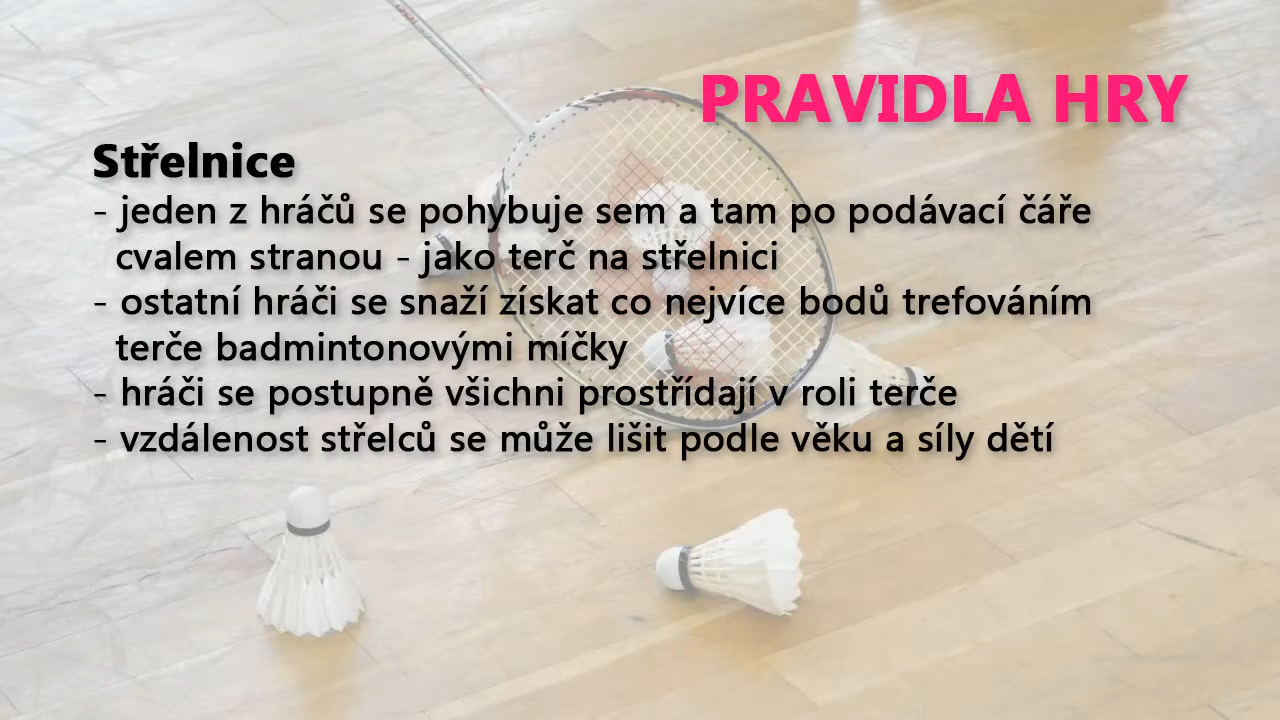 PRAVIDLA HRY
Střelnice
- jeden z hráčů se pohybuje sem a tam po podávací čáře
cvalem stranou - jako terč na střelnici
- ostatní hráči se snaží získat co nejvíce bodů trefováním
terče badmintonovými míčky
- hráči se postupně všichni prostřídají v roli terče
- vzdálenost střelců se může lišit podle věku a síly dětí